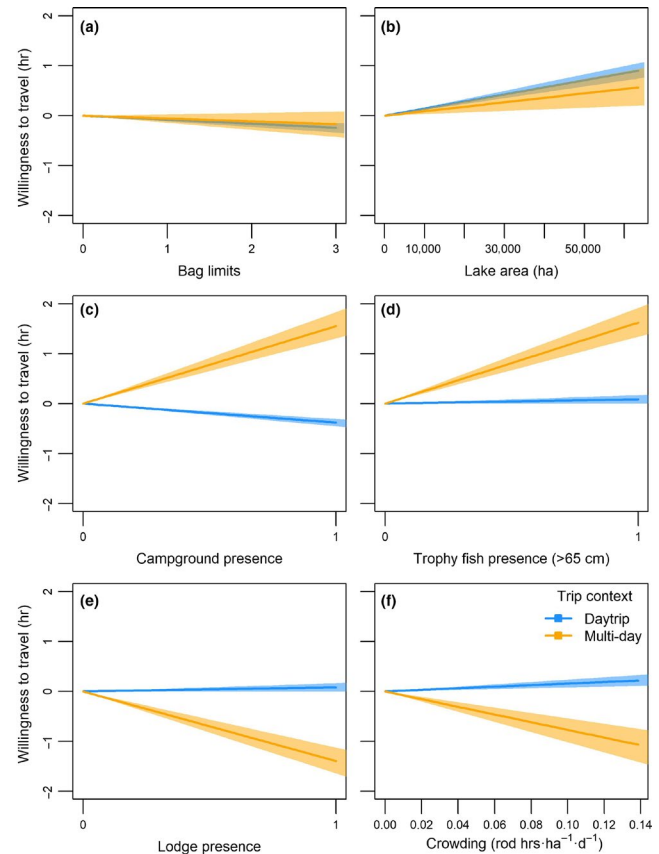 (a)
(b)
Willingness to travel (hr)
2
1
0
-1
-2
0 1 2 3
0 10,000 30,000 50,000
Bag limits
Lake area (ha)
(c)
(d)
Willingness to travel (hr)
2
1
0
-1
-2
0 1
0 1
Campground presence
Trophy fish presence (>65 cm)
(e)
(f)
Trip context
Daytrip
Multi-day
Willingness to travel (hr)
2
1
0
-1
-2
0 1
0.00 0.02 0.04 0.06 0.08 0.10 0.12 0.14
Lodge presence
Crowding (rod hrs·ha⁻¹·d⁻¹)